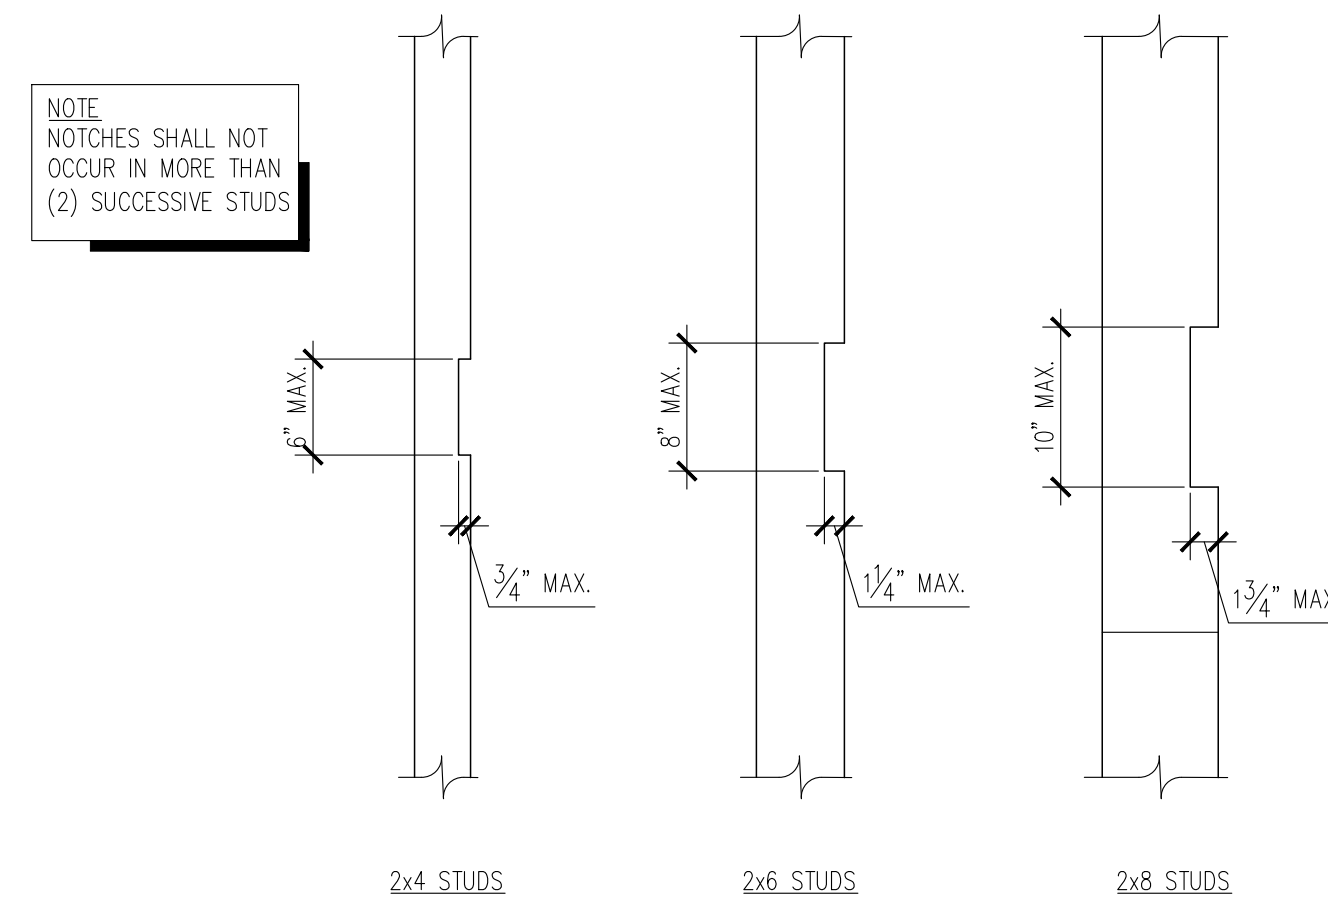 NOTE
NOTCHES SHALL NOT
OCCUR IN MORE THAN
(2) SUCCESSIVE STUDS
6" MAX.
8" MAX.
10" MAX.
3/4" MAX.
1 1/4" MAX.
1 3/4"
2x4 STUDS
2x6 STUDS
2x8 STUDS